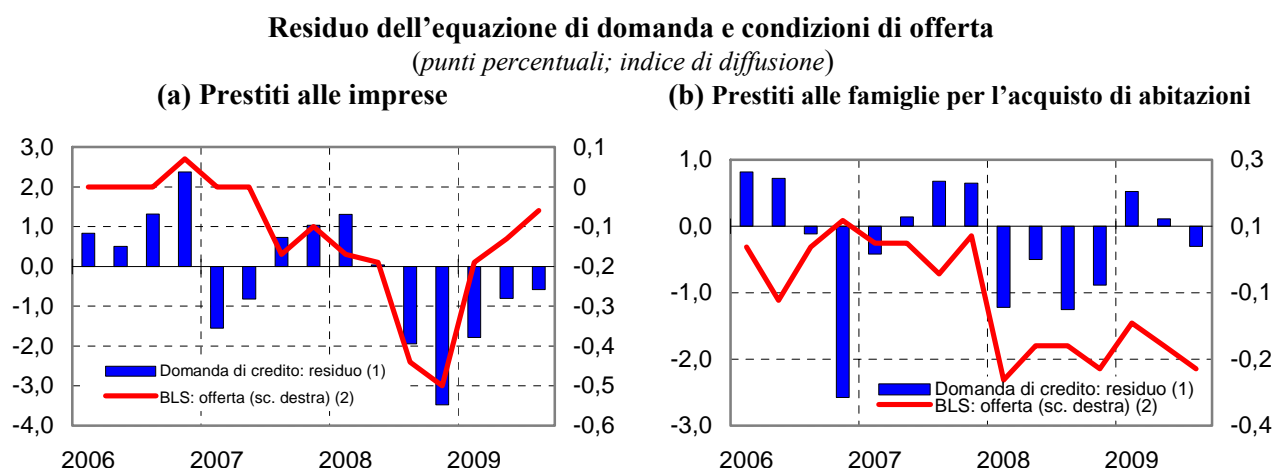 Residuo dell’equazione di domanda e condizioni di offerta
(punti percentuali; indice di diffusione)
(a) Prestiti alle imprese
3,0
2,0
1,0
0,0
-1,0
-2,0
-3,0
-4,0
0,1
0
-0,1
-0,2
-0,3
-0,4
-0,5
-0,6
Domanda di credito: residuo (1)
BLS: offerta (sc. destra) (2)
2006 2007 2008 2009
(b) Prestiti alle famiglie per l’acquisto di abitazioni
1,0
0,0
-1,0
-2,0
-3,0
0,3
0,1
-0,1
-0,2
-0,4
Domanda di credito: residuo (1)
BLS: offerta (sc. destra) (2)
2006 2007 2008 2009